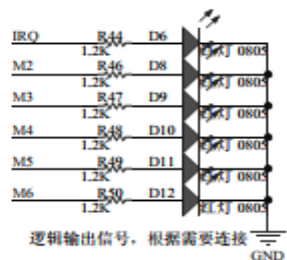 IRQ R44 D6
1.2K 红灯 0805
M2 R46 D8
1.2K 红灯 0805
M3 R47 D9
1.2K 红灯 0805
M4 R48 D10
1.2K 红灯 0805
M5 R49 D11
1.2K 红灯 0805
M6 R50 D12
1.2K 红灯 0805
逻辑输出信号，根据需要连接
GND